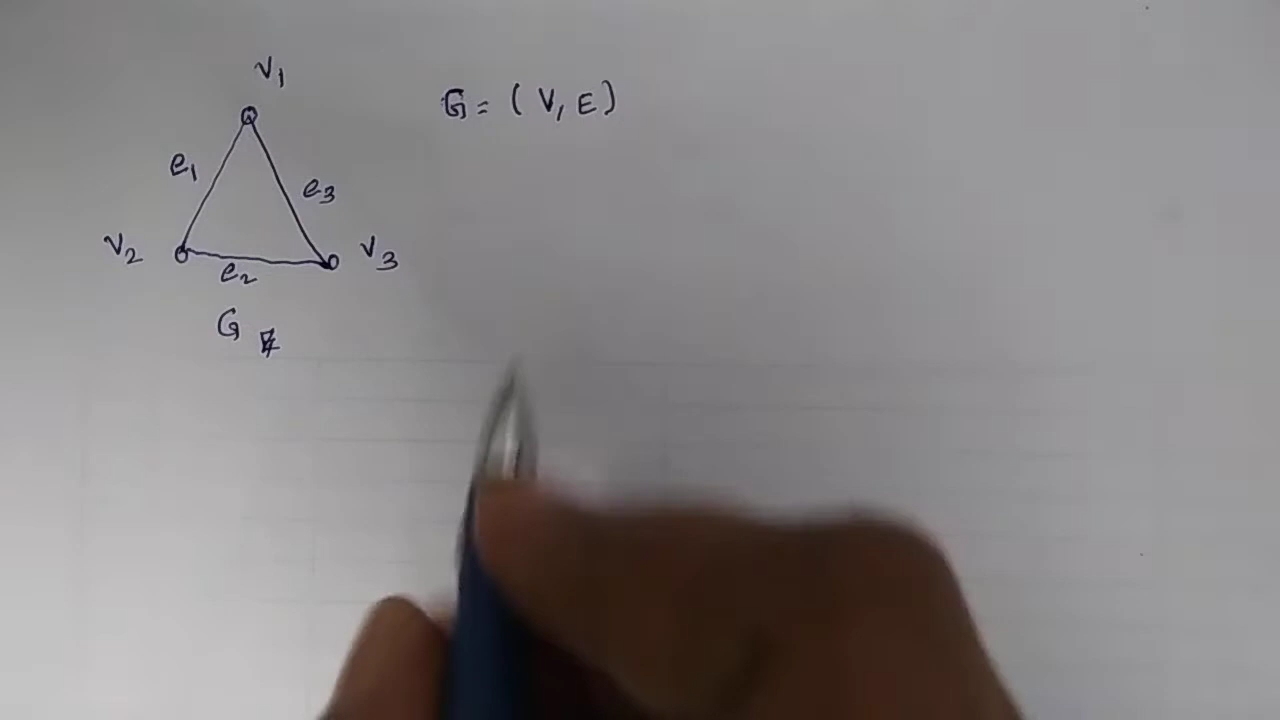 v1
G = (V, E)
e1
e3
v2
v3
e2
G